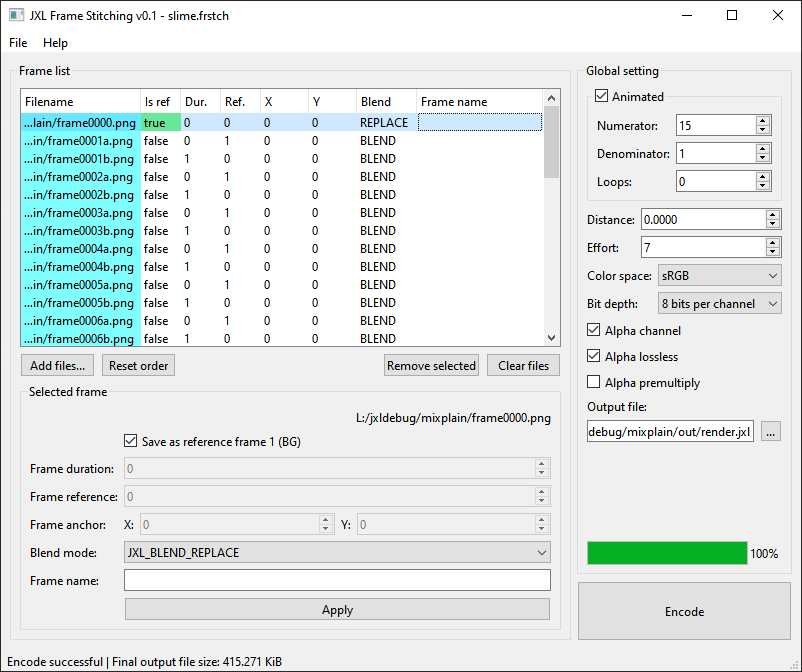 JXL Frame Stitching v0.1 - slime.frstch
File Help
Frame list
Filename Is ref Dur. Ref. X Y Blend Frame name
...lain/frame0000.png true 0 0 0 0 REPLACE
...in/frame0001a.png false 0 1 0 0 BLEND
...in/frame0001b.png false 1 0 0 0 BLEND
...in/frame0002a.png false 0 1 0 0 BLEND
...in/frame0002b.png false 1 0 0 0 BLEND
...in/frame0003a.png false 0 1 0 0 BLEND
...in/frame0003b.png false 1 0 0 0 BLEND
...in/frame0004a.png false 0 1 0 0 BLEND
...in/frame0004b.png false 1 0 0 0 BLEND
...in/frame0005a.png false 0 1 0 0 BLEND
...in/frame0005b.png false 1 0 0 0 BLEND
...in/frame0006a.png false 0 1 0 0 BLEND
...in/frame0006b.png false 1 0 0 0 BLEND
Add files... Reset order Remove selected Clear files
Selected frame
L:/jxldebug/mixplain/frame0000.png
Save as reference frame 1 (BG)
Frame duration: 0
Frame reference: 0
Frame anchor: X: 0 Y: 0
Blend mode: JXL_BLEND_REPLACE
Frame name:
Apply
Global setting
Animated
Numerator: 15
Denominator: 1
Loops: 0
Distance: 0.0000
Effort: 7
Color space: sRGB
Bit depth: 8 bits per channel
Alpha channel
Alpha lossless
Alpha premultiply
Output file:
debug/mixplain/out/render.jxl ...
100%
Encode
Encode successful | Final output file size: 415.271 KiB